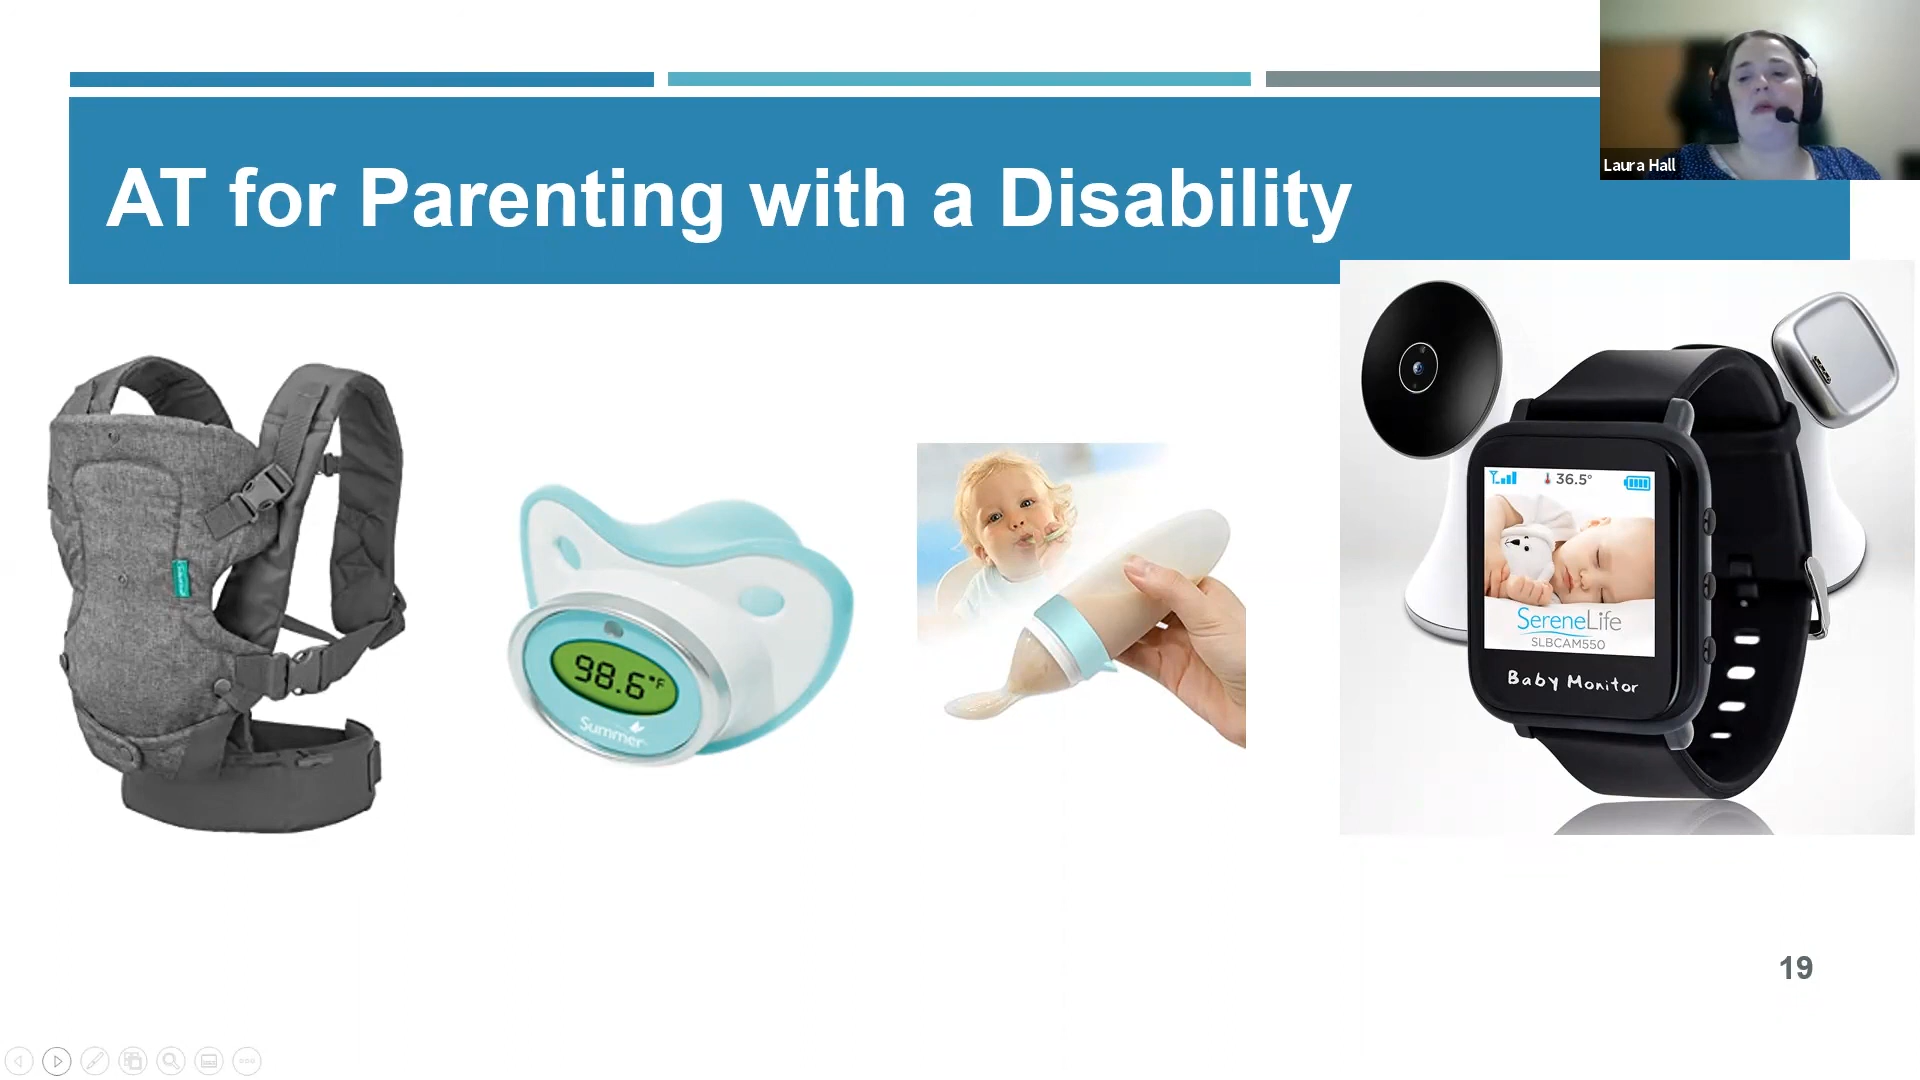 Laura Hall
AT for Parenting with a Disability
98.6°F
Summer
36.5°
SereneLife
SLBCAM550
Baby Monitor
19